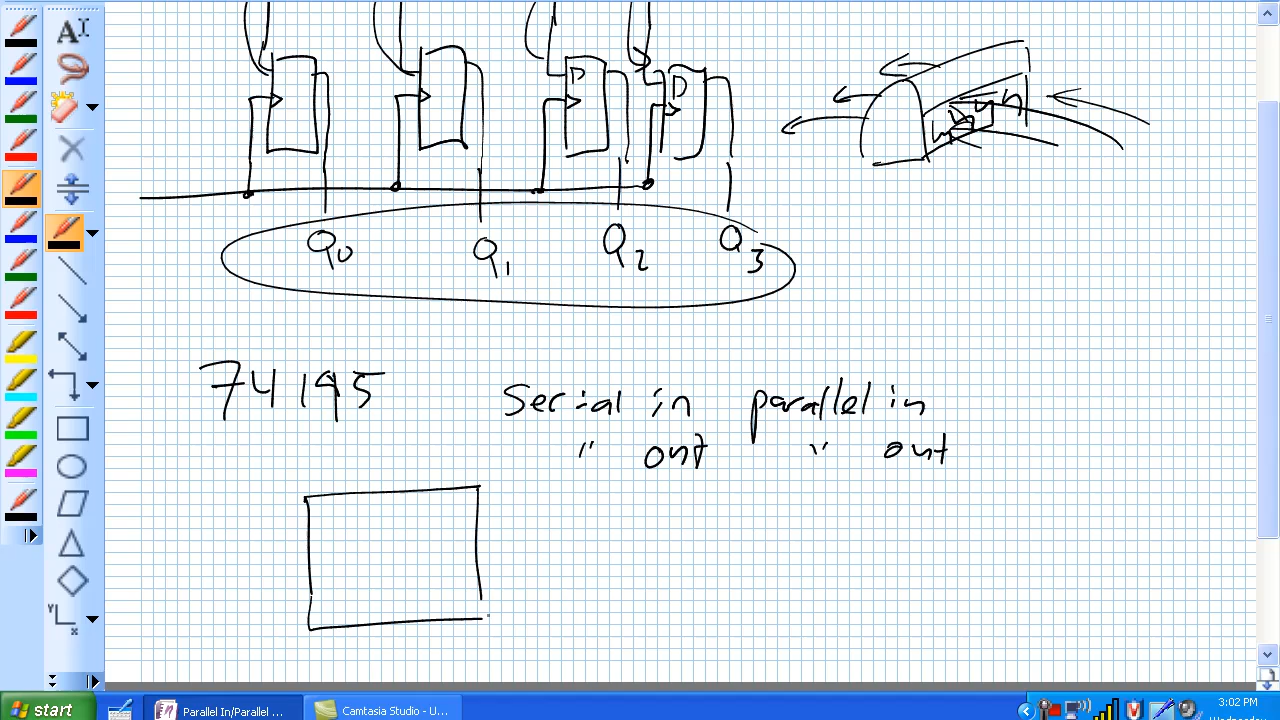 D D
Q0 Q1 Q2 Q3
74195
Serial in parallel in
" out " out
start
Parallel In/Parallel ...
Camtasia Studio - U...
3:02 PM